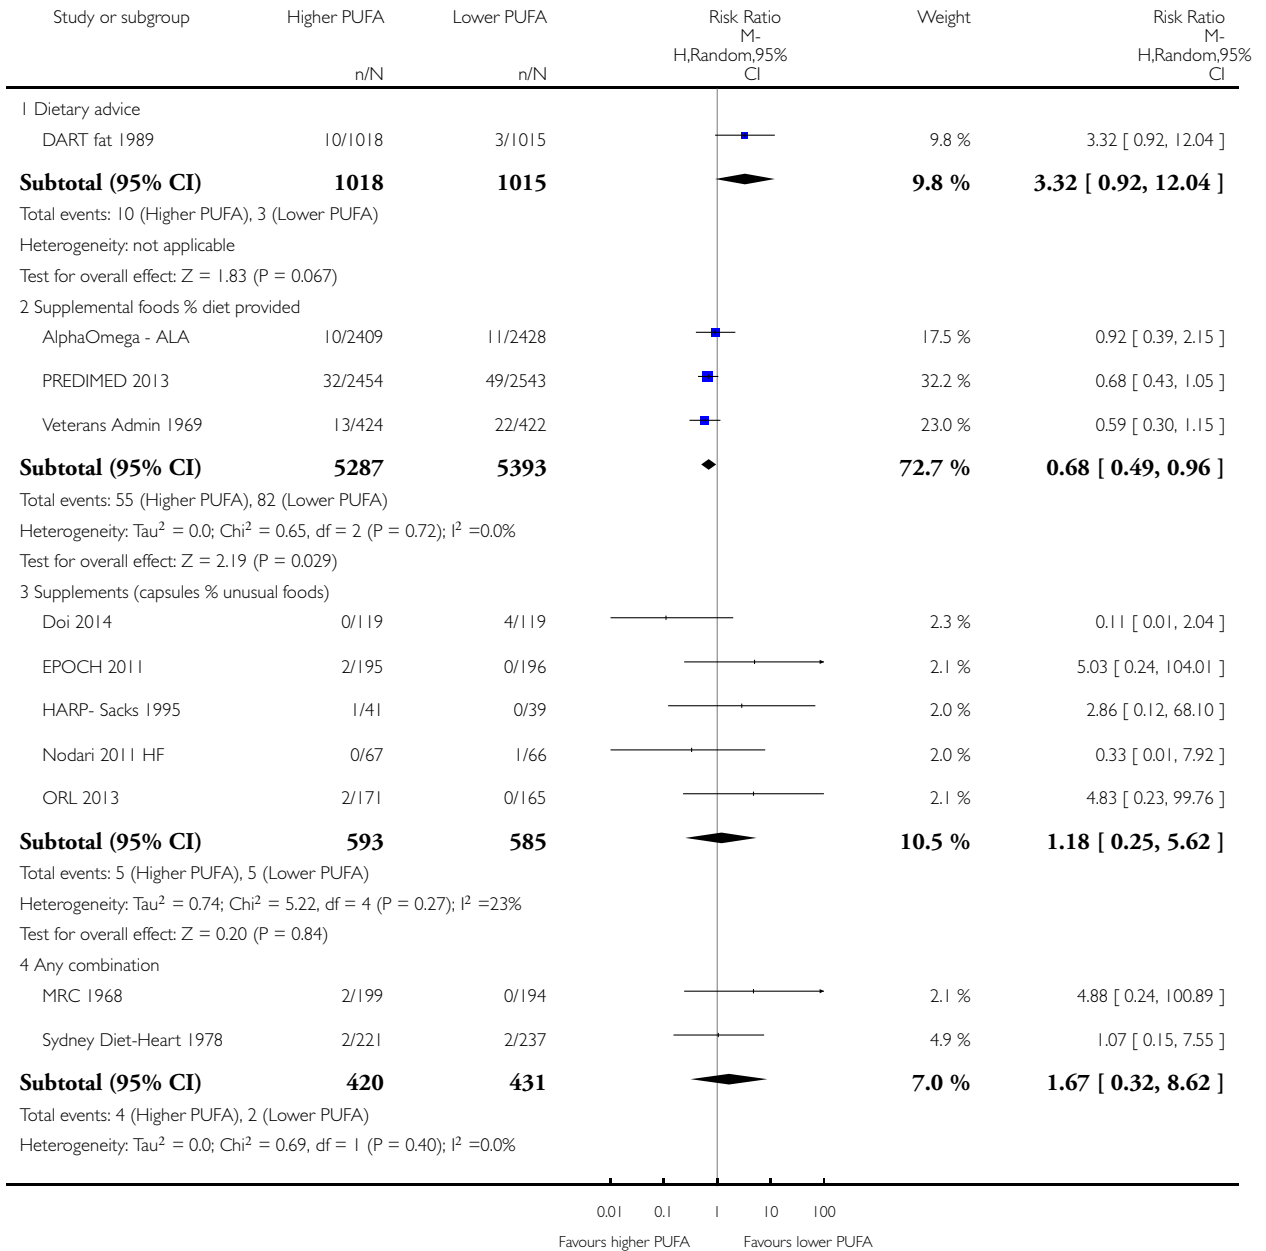 Study or subgroup Higher PUFA Lower PUFA Risk Ratio Weight Risk Ratio
M- M-
H,Random,95% H,Random,95%
n/N n/N CI CI
1 Dietary advice
DART fat 1989 10/1018 3/1015 9.8 % 3.32 [ 0.92, 12.04 ]
Subtotal (95% CI) 1018 1015 9.8 % 3.32 [ 0.92, 12.04 ]
Total events: 10 (Higher PUFA), 3 (Lower PUFA)
Heterogeneity: not applicable
Test for overall effect: Z = 1.83 (P = 0.067)
2 Supplemental foods % diet provided
AlphaOmega - ALA 10/2409 11/2428 17.5 % 0.92 [ 0.39, 2.15 ]
PREDIMED 2013 32/2454 49/2543 32.2 % 0.68 [ 0.43, 1.05 ]
Veterans Admin 1969 13/424 22/422 23.0 % 0.59 [ 0.30, 1.15 ]
Subtotal (95% CI) 5287 5393 72.7 % 0.68 [ 0.49, 0.96 ]
Total events: 55 (Higher PUFA), 82 (Lower PUFA)
Heterogeneity: Tau² = 0.0; Chi² = 0.65, df = 2 (P = 0.72); I² =0.0%
Test for overall effect: Z = 2.19 (P = 0.029)
3 Supplements (capsules % unusual foods)
Doi 2014 0/119 4/119 2.3 % 0.11 [ 0.01, 2.04 ]
EPOCH 2011 2/195 0/196 2.1 % 5.03 [ 0.24, 104.01 ]
HARP- Sacks 1995 1/41 0/39 2.0 % 2.86 [ 0.12, 68.10 ]
Nodari 2011 HF 0/67 1/66 2.0 % 0.33 [ 0.01, 7.92 ]
ORL 2013 2/171 0/165 2.1 % 4.83 [ 0.23, 99.76 ]
Subtotal (95% CI) 593 585 10.5 % 1.18 [ 0.25, 5.62 ]
Total events: 5 (Higher PUFA), 5 (Lower PUFA)
Heterogeneity: Tau² = 0.74; Chi² = 5.22, df = 4 (P = 0.27); I² =23%
Test for overall effect: Z = 0.20 (P = 0.84)
4 Any combination
MRC 1968 2/199 0/194 2.1 % 4.88 [ 0.24, 100.89 ]
Sydney Diet-Heart 1978 2/221 2/237 4.9 % 1.07 [ 0.15, 7.55 ]
Subtotal (95% CI) 420 431 7.0 % 1.67 [ 0.32, 8.62 ]
Total events: 4 (Higher PUFA), 2 (Lower PUFA)
Heterogeneity: Tau² = 0.0; Chi² = 0.69, df = 1 (P = 0.40); I² =0.0%
0.01 0.1 1 10 100
Favours higher PUFA Favours lower PUFA